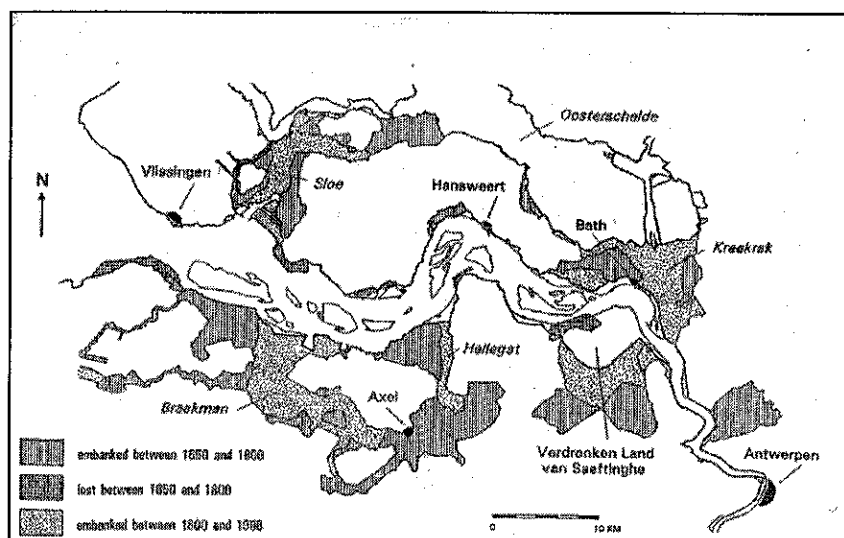 Oosterschelde
Vlissingen
N
Sloe
Hansweert
Bath
Kreekrak
Hellegat
Braakman
Axel
Verdronken Land
van Saeftinghe
Antwerpen
embanked between 1650 and 1800
lost between 1650 and 1800
embanked between 1800 and 1980
0 10 KM